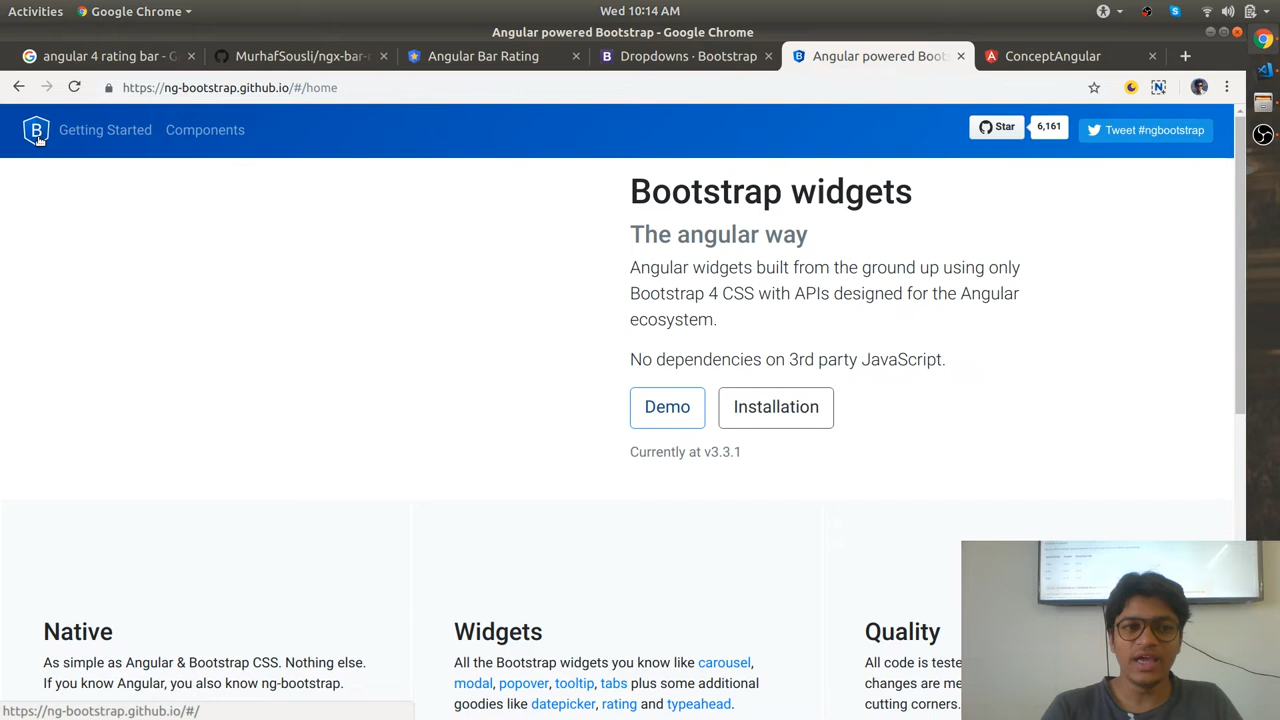 Activities
Google Chrome
Wed 10:14 AM
Angular powered Bootstrap - Google Chrome
angular 4 rating bar - G
MurhafSousli/ngx-bar-r
Angular Bar Rating
Dropdowns · Bootstrap
Angular powered Boots
ConceptAngular
https://ng-bootstrap.github.io/#/home
B
Getting Started
Components
Star
6,161
Tweet #ngbootstrap
Bootstrap widgets
The angular way
Angular widgets built from the ground up using only
Bootstrap 4 CSS with APIs designed for the Angular
ecosystem.
No dependencies on 3rd party JavaScript.
Demo
Installation
Currently at v3.3.1
Native
As simple as Angular & Bootstrap CSS. Nothing else.
If you know Angular, you also know ng-bootstrap.
Widgets
All the Bootstrap widgets you know like carousel,
modal, popover, tooltip, tabs plus some additional
goodies like datepicker, rating and typeahead.
Quality
All code is teste
changes are me
cutting corners.
https://ng-bootstrap.github.io/#/